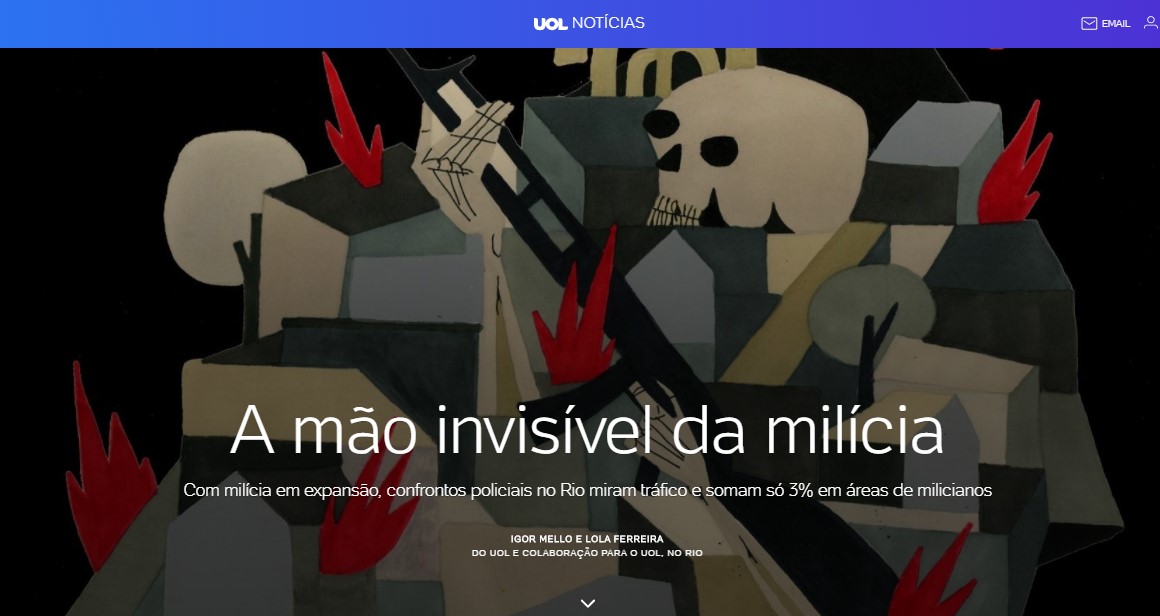 UOL NOTÍCIAS
EMAIL
A mão invisível da milícia
Com milícia em expansão, confrontos policiais no Rio miram tráfico e somam só 3% em áreas de milicianos
IGOR MELLO E LOLA FERREIRA
DO UOL E COLABORAÇÃO PARA O UOL, NO RIO